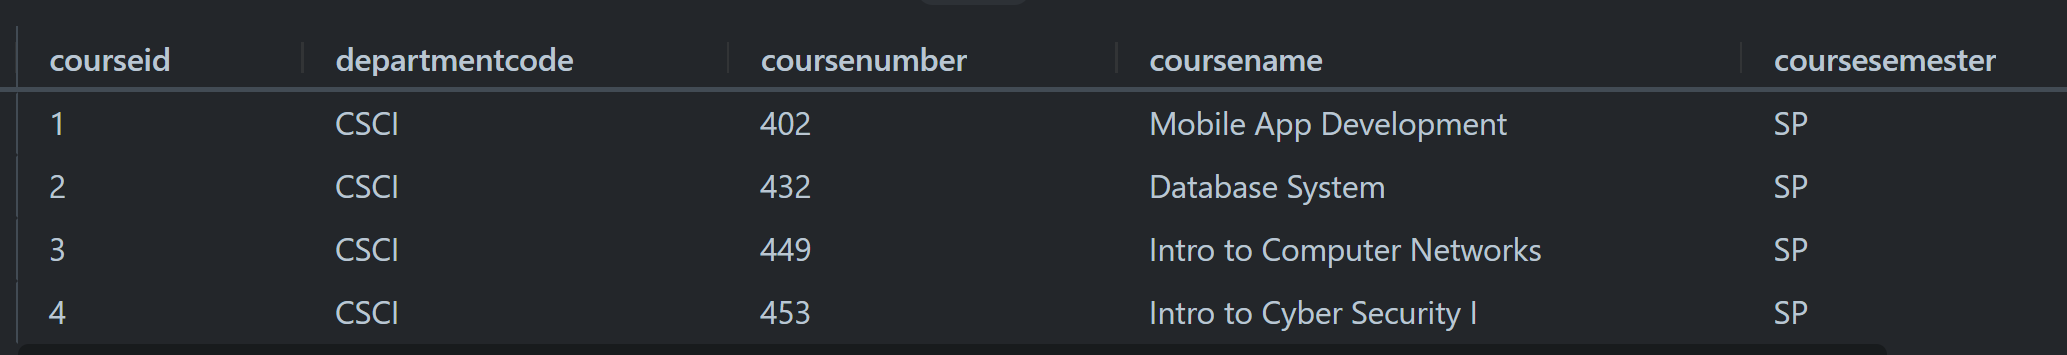 courseid departmentcode coursenumber coursename coursesemester
1 CSCI 402 Mobile App Development SP
2 CSCI 432 Database System SP
3 CSCI 449 Intro to Computer Networks SP
4 CSCI 453 Intro to Cyber Security I SP